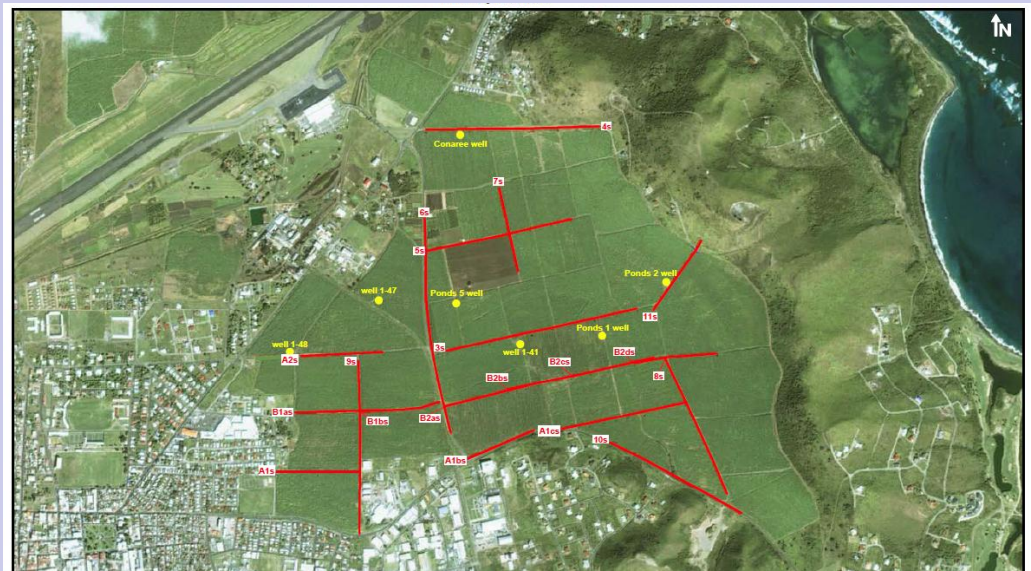 N
4s
Conaree well
7s
6s
5s
Ponds 2 well
well 1-47
Ponds 5 well
11s
Ponds 1 well
well 1-48
3s
well 1-41
A2s
9s
B2ds
B2cs
8s
B2bs
B1as
B2as
B1bs
A1cs
10s
A1bs
A1s